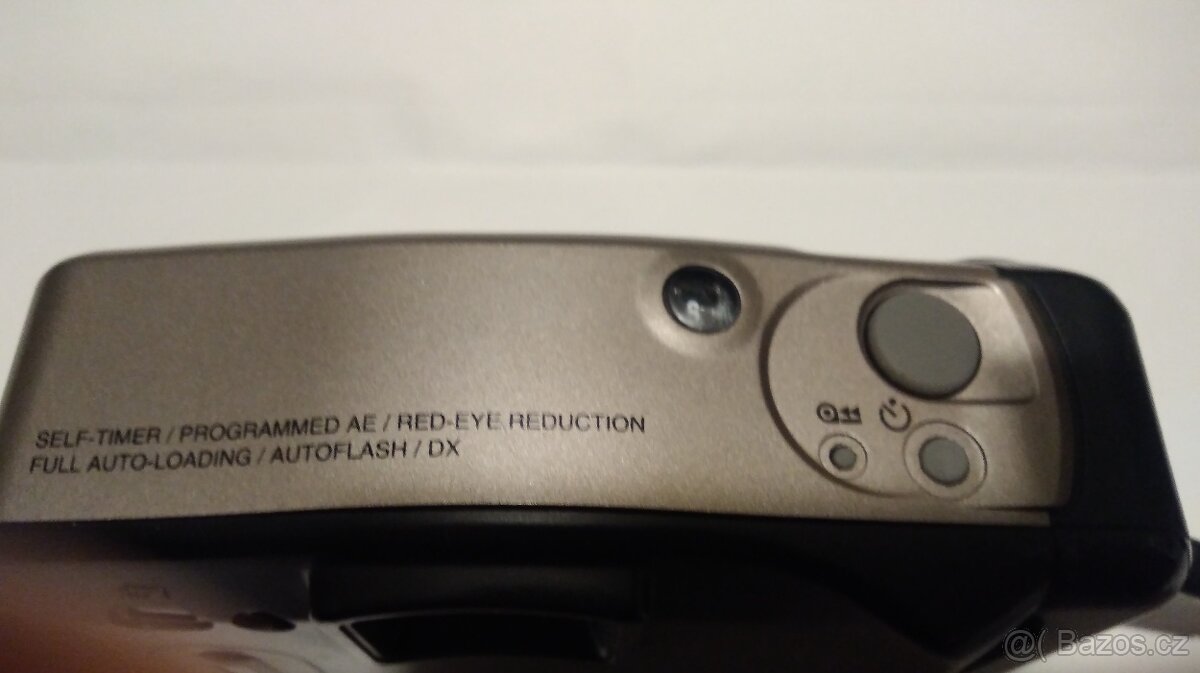 SELF-TIMER / PROGRAMMED AE / RED-EYE REDUCTION
FULL AUTO-LOADING / AUTOFLASH / DX
@( Bazos.cz